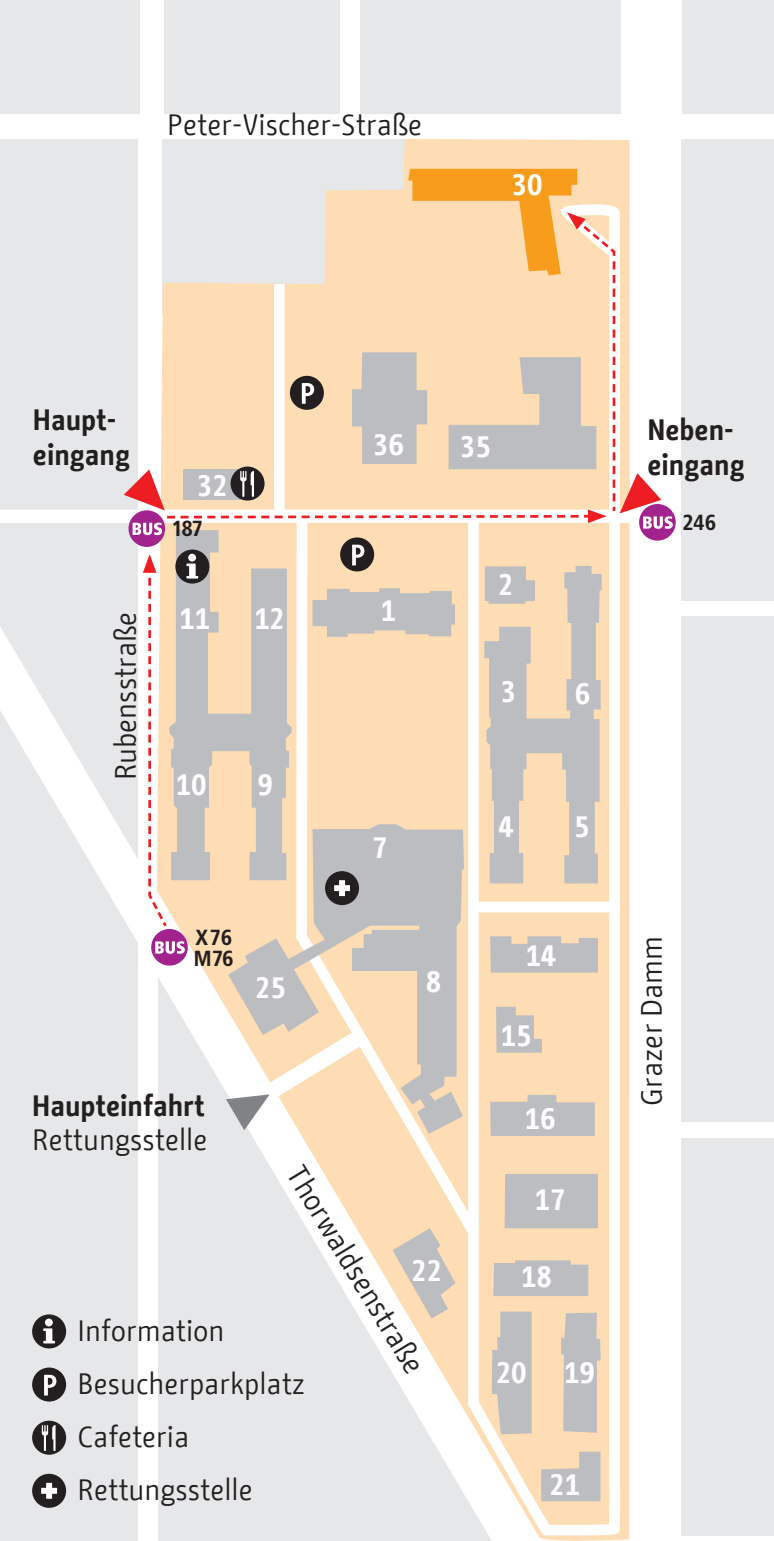 Peter-Vischer-Straße
30
P
Haupt-
eingang
36
35
Neben-
eingang
32
BUS 187
BUS 246
i
P
11
12
1
2
3
6
Rubensstraße
10
9
7
4
5
BUS X76
M76
25
8
14
15
Grazer Damm
Haupteinfahrt
Rettungsstelle
16
17
Thorwaldsenstraße
22
18
20
19
21
i Information
P Besucherparkplatz
Cafeteria
Rettungsstelle